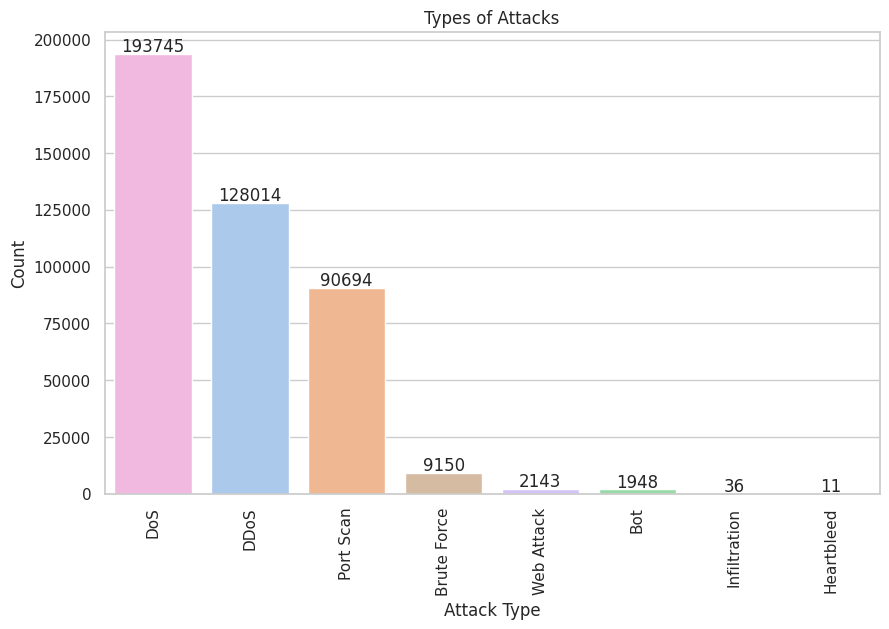 Types of Attacks
200000
175000
150000
125000
100000
75000
50000
25000
0
Count
193745
128014
90694
9150
2143
1948
36
11
DoS
DDoS
Port Scan
Brute Force
Web Attack
Bot
Infiltration
Heartbleed
Attack Type